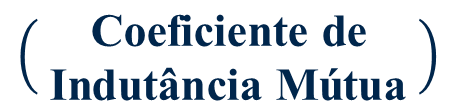 ( Coeficiente de
Indutância Mútua )